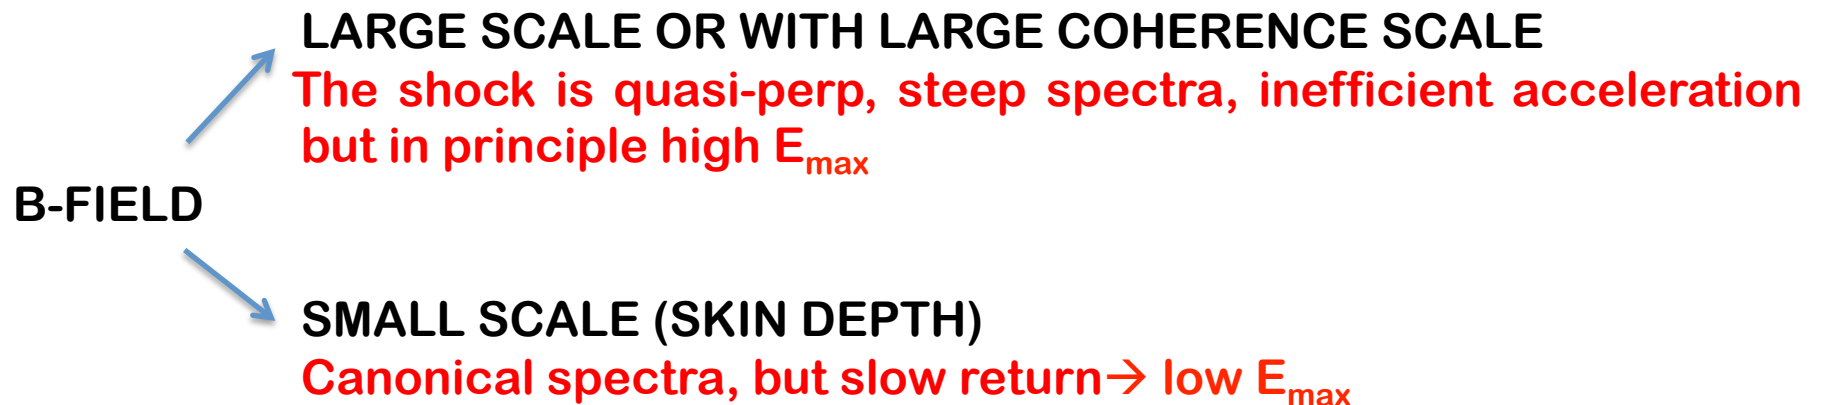 LARGE SCALE OR WITH LARGE COHERENCE SCALE
The shock is quasi-perp, steep spectra, inefficient acceleration
but in principle high Emax
B-FIELD
SMALL SCALE (SKIN DEPTH)
Canonical spectra, but slow return→ low Emax